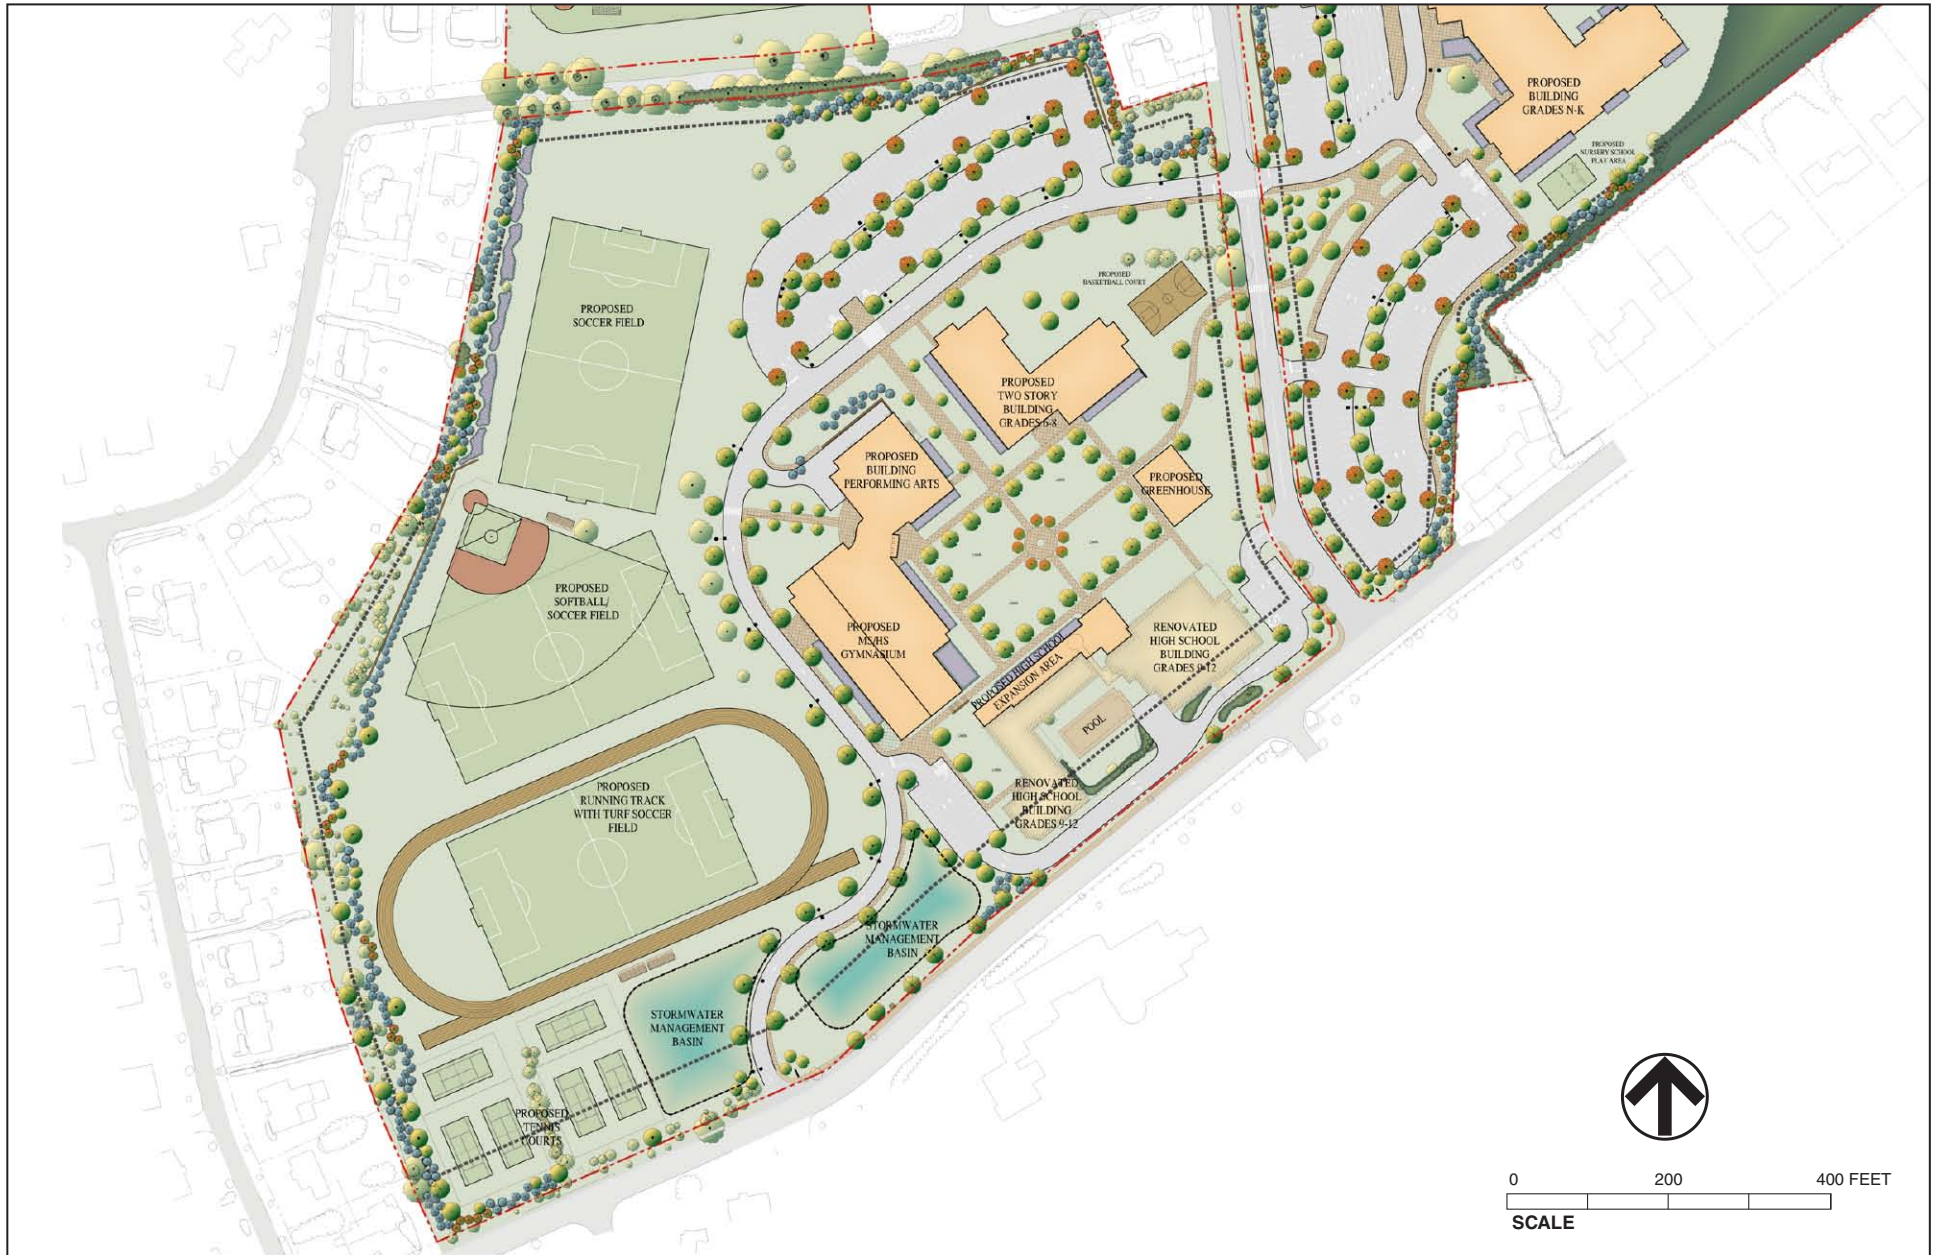 PROPOSED
BUILDING
GRADES N-K
PROPOSED
NURSERY SCHOOL
PLAY AREA
PROPOSED
BASKETBALL COURT
PROPOSED
SOCCER FIELD
PROPOSED
TWO STORY
BUILDING
GRADES 6-8
PROPOSED
BUILDING
PERFORMING ARTS
PROPOSED
GREENHOUSE
PROPOSED
SOFTBALL/
SOCCER FIELD
PROPOSED
MS/HS
GYMNASIUM
PROPOSED HIGH SCHOOL
EXPANSION AREA
RENOVATED
HIGH SCHOOL
BUILDING
GRADES 9-12
POOL
RENOVATED
HIGH SCHOOL
BUILDING
GRADES 9-12
PROPOSED
RUNNING TRACK
WITH TURF SOCCER
FIELD
STORMWATER
MANAGEMENT
BASIN
STORMWATER
MANAGEMENT
BASIN
PROPOSED
TENNIS
COURTS
0 200 400 FEET
SCALE